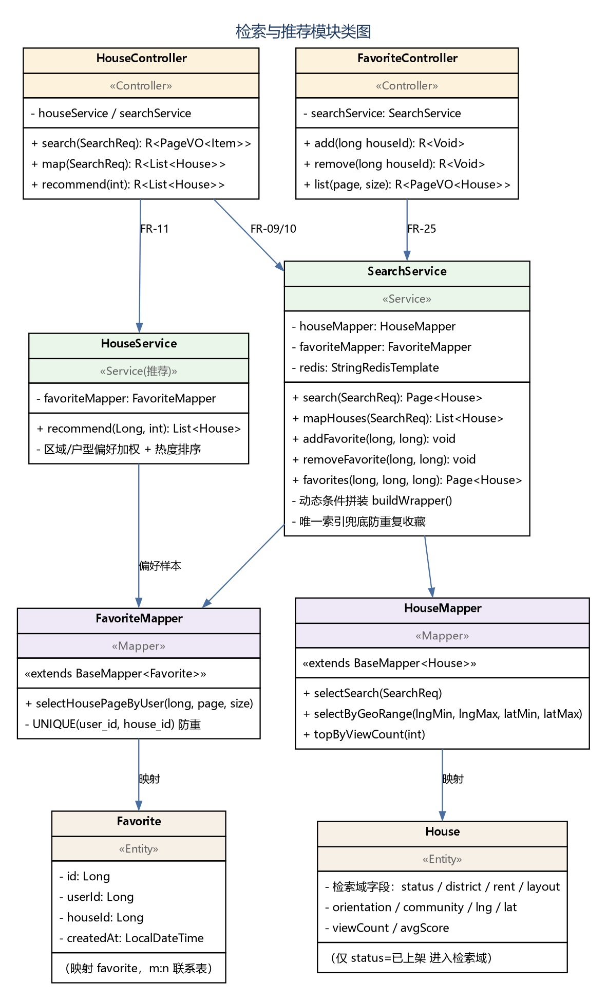 检索与推荐模块类图
HouseController
«Controller»
- houseService / searchService
+ search(SearchReq): R<PageVO<Item>>
+ map(SearchReq): R<List<House>>
+ recommend(int): R<List<House>>
FavoriteController
«Controller»
- searchService: SearchService
+ add(long houseId): R<Void>
+ remove(long houseId): R<Void>
+ list(page, size): R<PageVO<House>>
FR-11
FR-09/10
FR-25
SearchService
«Service»
- houseMapper: HouseMapper
- favoriteMapper: FavoriteMapper
- redis: StringRedisTemplate
+ search(SearchReq): Page<House>
+ mapHouses(SearchReq): List<House>
+ addFavorite(long, long): void
+ removeFavorite(long, long): void
+ favorites(long, long, long): Page<House>
- 动态条件拼装 buildWrapper()
- 唯一索引兜底防重复收藏
HouseService
«Service(推荐)»
- favoriteMapper: FavoriteMapper
+ recommend(Long, int): List<House>
- 区域/户型偏好加权 + 热度排序
偏好样本
FavoriteMapper
«Mapper»
«extends BaseMapper<Favorite>»
+ selectHousePageByUser(long, page, size)
- UNIQUE(user_id, house_id) 防重
HouseMapper
«Mapper»
«extends BaseMapper<House>»
+ selectSearch(SearchReq)
+ selectByGeoRange(lngMin, lngMax, latMin, latMax)
+ topByViewCount(int)
映射
映射
Favorite
«Entity»
- id: Long
- userId: Long
- houseId: Long
- createdAt: LocalDateTime
（映射 favorite，m:n 联系表）
House
«Entity»
- 检索域字段：status / district / rent / layout
- orientation / community / lng / lat
- viewCount / avgScore
（仅 status=已上架 进入检索域）